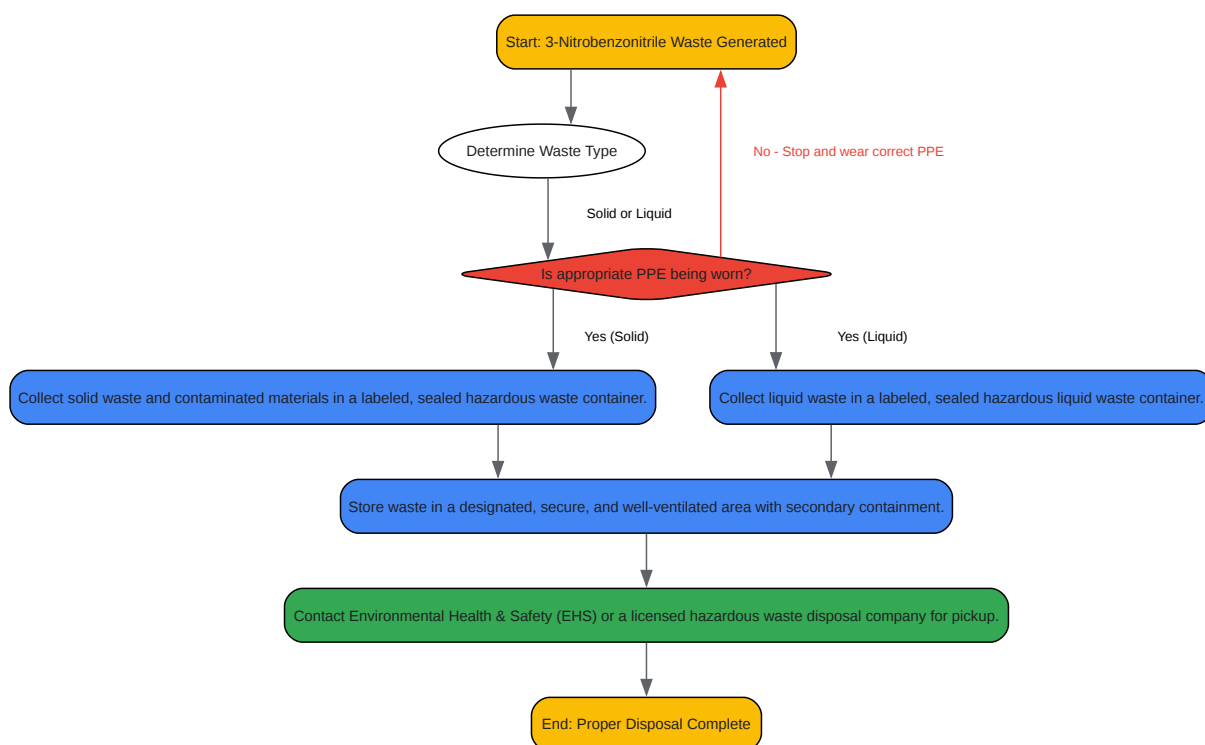 Start: 3-Nitrobenzonitrile Waste Generated
Determine Waste Type
No - Stop and wear correct PPE
Solid or Liquid
Is appropriate PPE being worn?
Yes (Solid)
Yes (Liquid)
Collect solid waste and contaminated materials in a labeled, sealed hazardous waste container.
Collect liquid waste in a labeled, sealed hazardous liquid waste container.
Store waste in a designated, secure, and well-ventilated area with secondary containment.
Contact Environmental Health & Safety (EHS) or a licensed hazardous waste disposal company for pickup.
End: Proper Disposal Complete